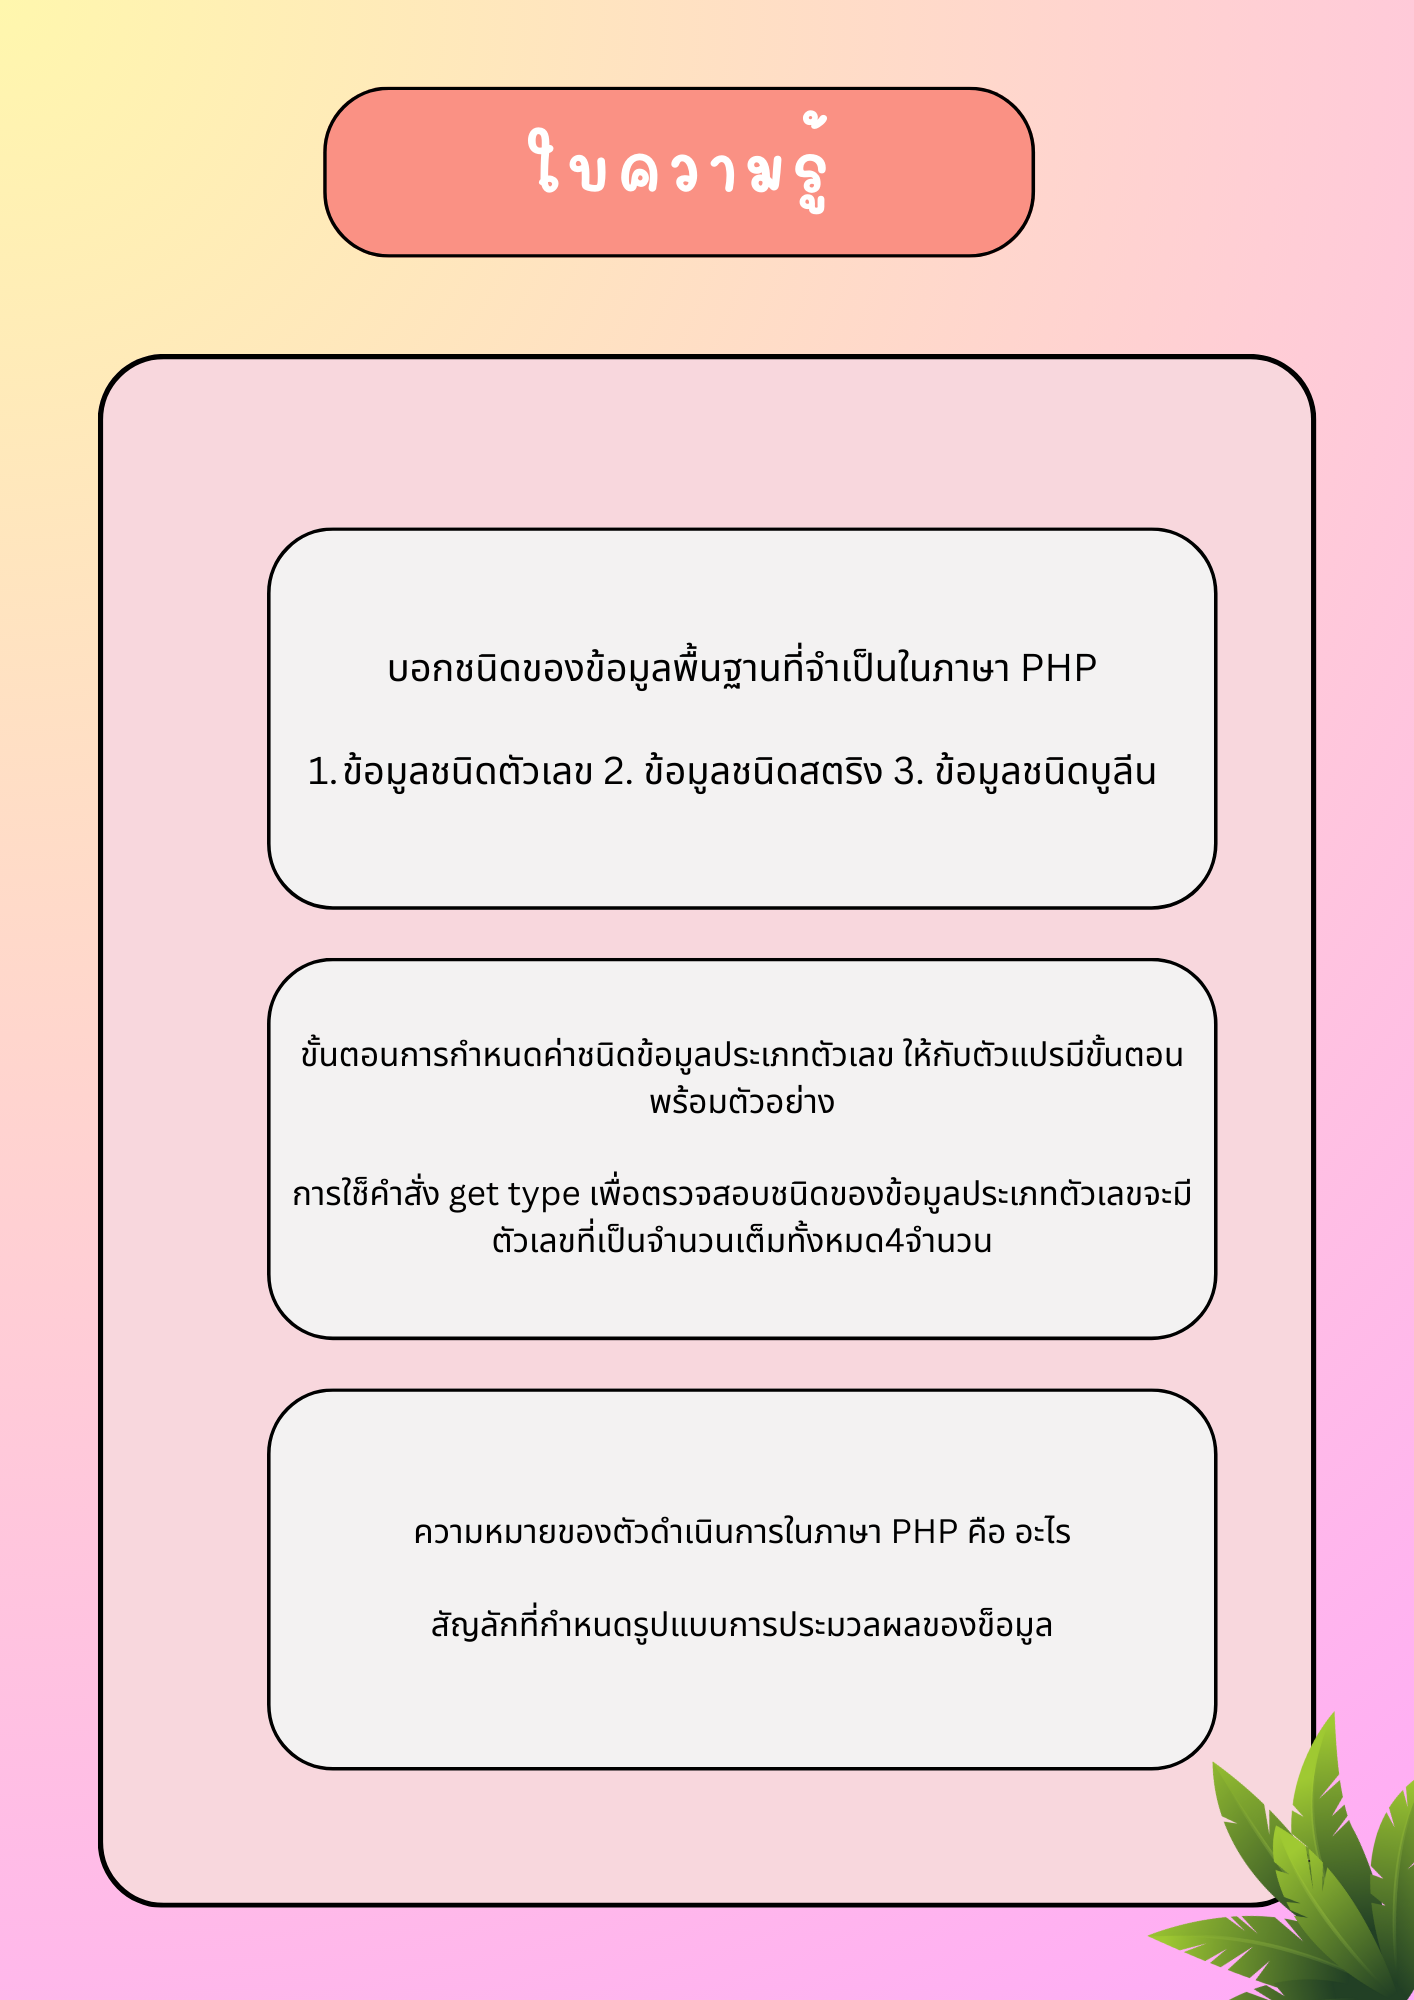 ใบความรู้
บอกชนิดของข้อมูลพื้นฐานที่จำเป็นในภาษา PHP
1. ข้อมูลชนิดตัวเลข 2. ข้อมูลชนิดสตริง 3. ข้อมูลชนิดบูลีน
ขั้นตอนการกำหนดค่าชนิดข้อมูลประเภทตัวเลข ให้กับตัวแปรมีขั้นตอน
พร้อมตัวอย่าง
การใช็คำสั่ง get type เพื่อตรวจสอบชนิดของข้อมูลประเภทตัวเลขจะมี
ตัวเลขที่เป็นจำนวนเต็มทั้งหมด4จำนวน
ความหมายของตัวดำเนินการในภาษา PHP คือ อะไร
สัญลักที่กำหนดรูปแบบการประมวลผลของข็อมูล